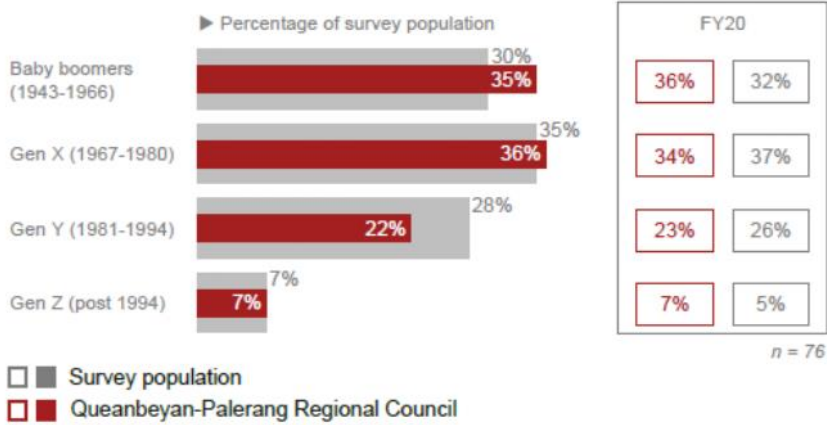 ▶ Percentage of survey population
FY20
Baby boomers
(1943-1966)
30%
35%
36%
32%
Gen X (1967-1980)
35%
36%
34%
37%
Gen Y (1981-1994)
28%
22%
23%
26%
Gen Z (post 1994)
7%
7%
7%
5%
n = 76
Survey population
Queanbeyan-Palerang Regional Council